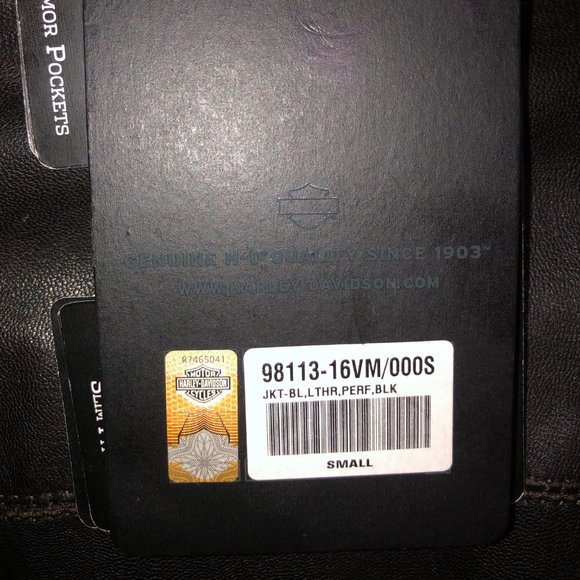 MOR POCKETS
GENUINE H-D® QUALITY SINCE 1903™
WWW.HARLEY-DAVIDSON.COM
R7465041
MOTOR
HARLEY-DAVIDSON
CYCLES
98113-16VM/000S
JKT-BL,LTHR,PERF,BLK
SMALL